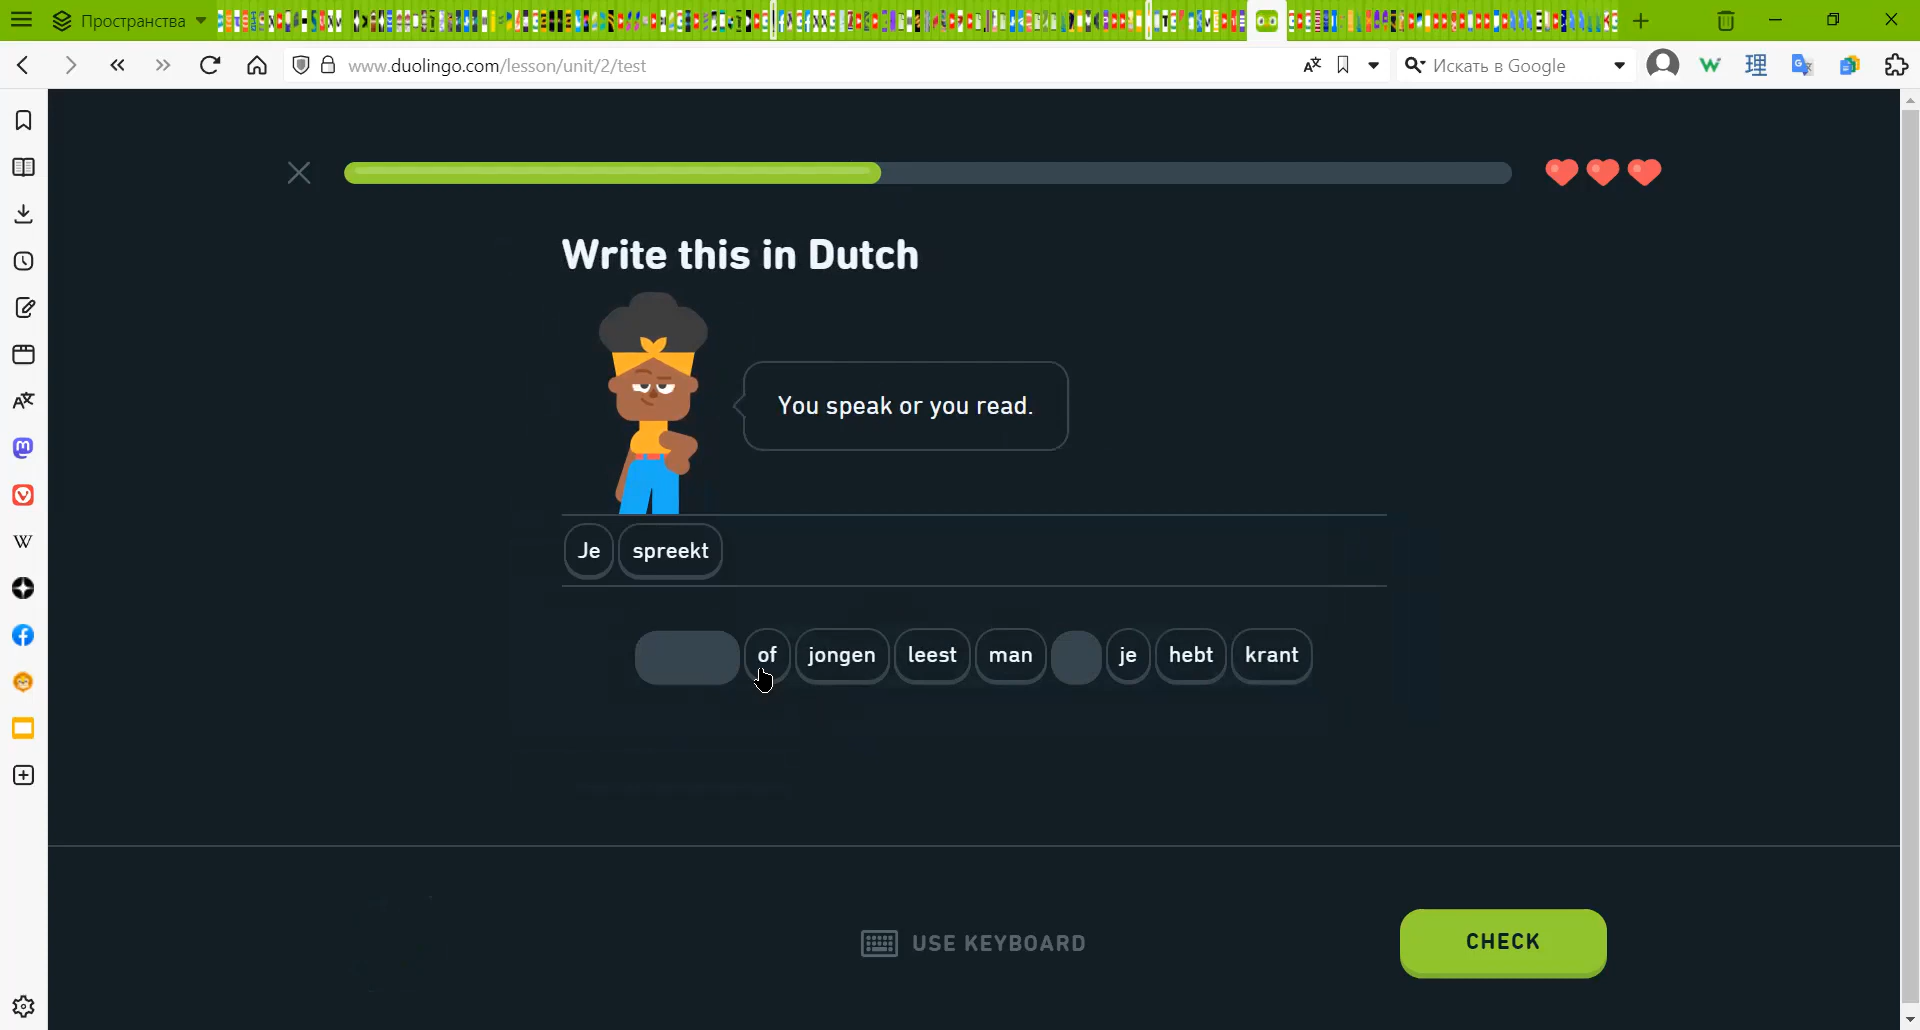 Пространства
www.duolingo.com/lesson/unit/2/test
Искать в Google
Write this in Dutch
You speak or you read.
Je spreekt
of jongen leest man je hebt krant
USE KEYBOARD
CHECK